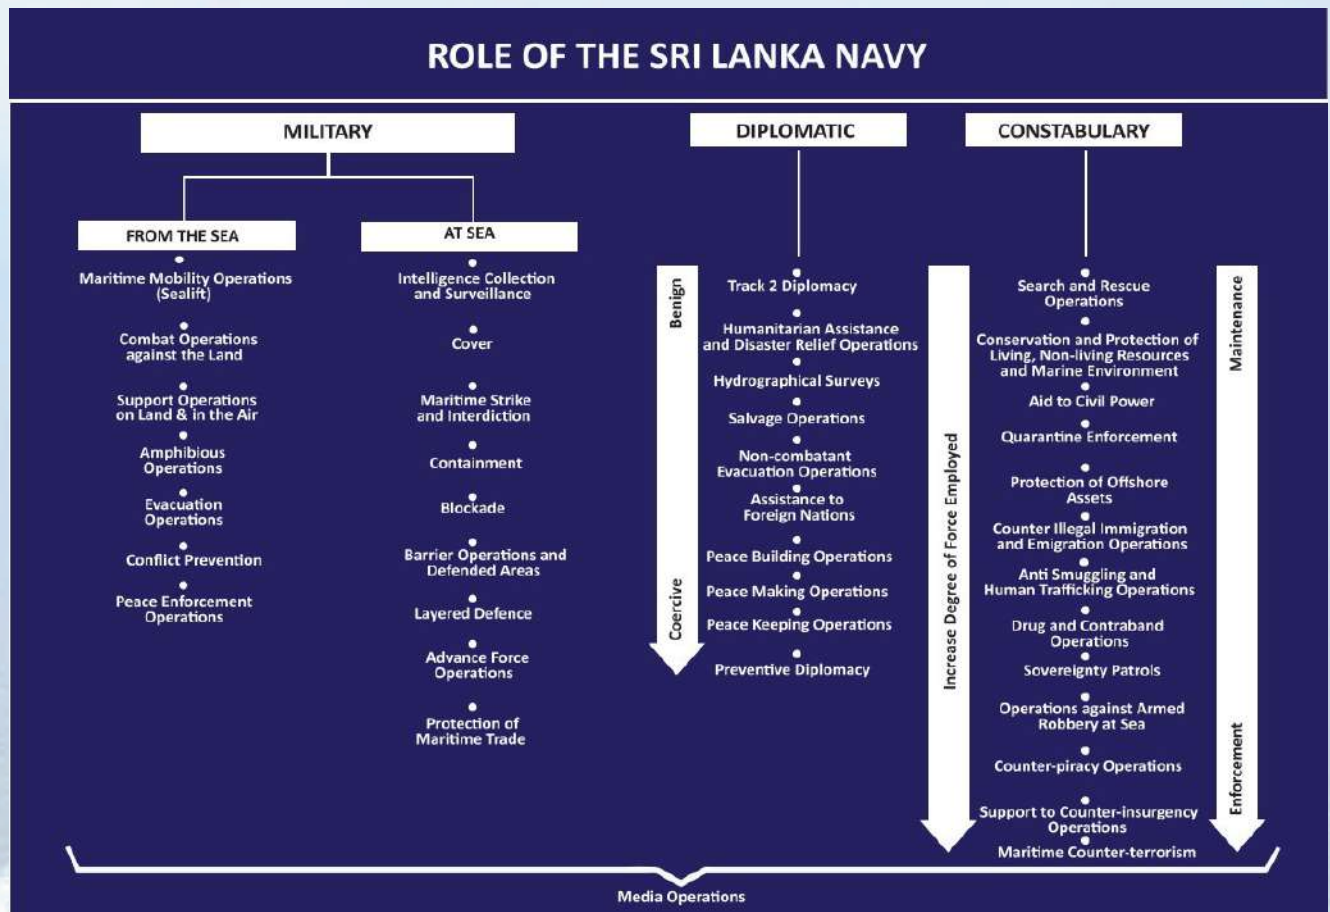 ROLE OF THE SRI LANKA NAVY
MILITARY
FROM THE SEA
Maritime Mobility Operations
(Sealift)
Combat Operations
against the Land
Support Operations
on Land & in the Air
Amphibious
Operations
Evacuation
Operations
Conflict Prevention
Peace Enforcement
Operations
AT SEA
Intelligence Collection
and Surveillance
Cover
Maritime Strike
and Interdiction
Containment
Blockade
Barrier Operations and
Defended Areas
Layered Defence
Advance Force
Operations
Protection of
Maritime Trade
DIPLOMATIC
Benign
Coercive
Track 2 Diplomacy
Humanitarian Assistance
and Disaster Relief Operations
Hydrographical Surveys
Salvage Operations
Non-combatant
Evacuation Operations
Assistance to
Foreign Nations
Peace Building Operations
Peace Making Operations
Peace Keeping Operations
Preventive Diplomacy
CONSTABULARY
Increase Degree of Force Employed
Search and Rescue
Operations
Conservation and Protection of
Living, Non-living Resources
and Marine Environment
Aid to Civil Power
Quarantine Enforcement
Protection of Offshore
Assets
Counter Illegal Immigration
and Emigration Operations
Anti Smuggling and
Human Trafficking Operations
Drug and Contraband
Operations
Sovereignty Patrols
Operations against Armed
Robbery at Sea
Counter-piracy Operations
Support to Counter-insurgency
Operations
Maritime Counter-terrorism
Maintenance
Enforcement
Media Operations